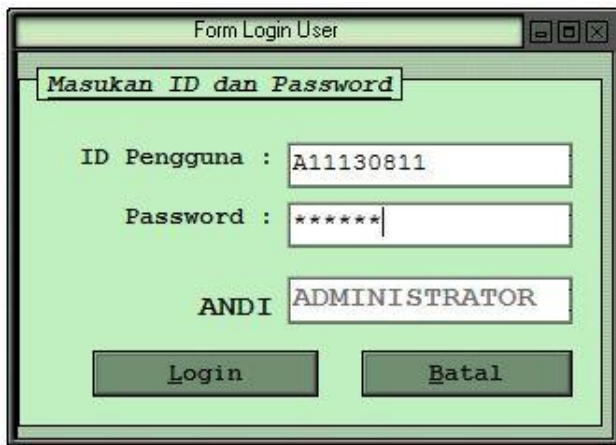 Form Login User
Masukan ID dan Password
ID Pengguna : A11130811
Password : ******
ANDI ADMINISTRATOR
Login Batal